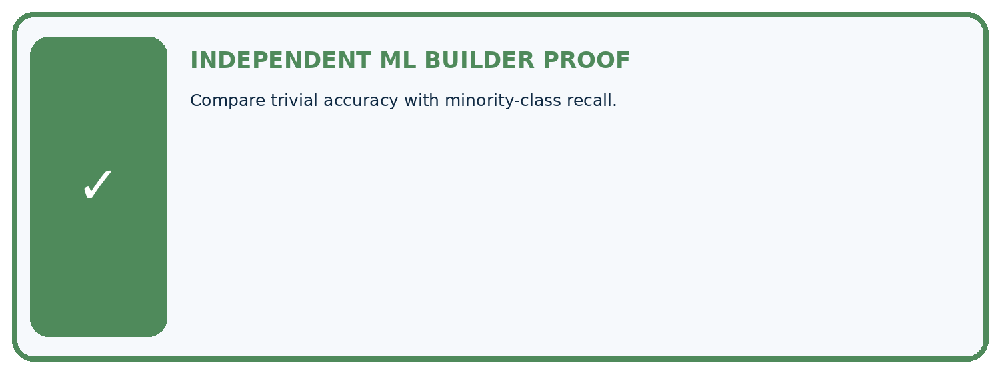 INDEPENDENT ML BUILDER PROOF
Compare trivial accuracy with minority-class recall.
✓